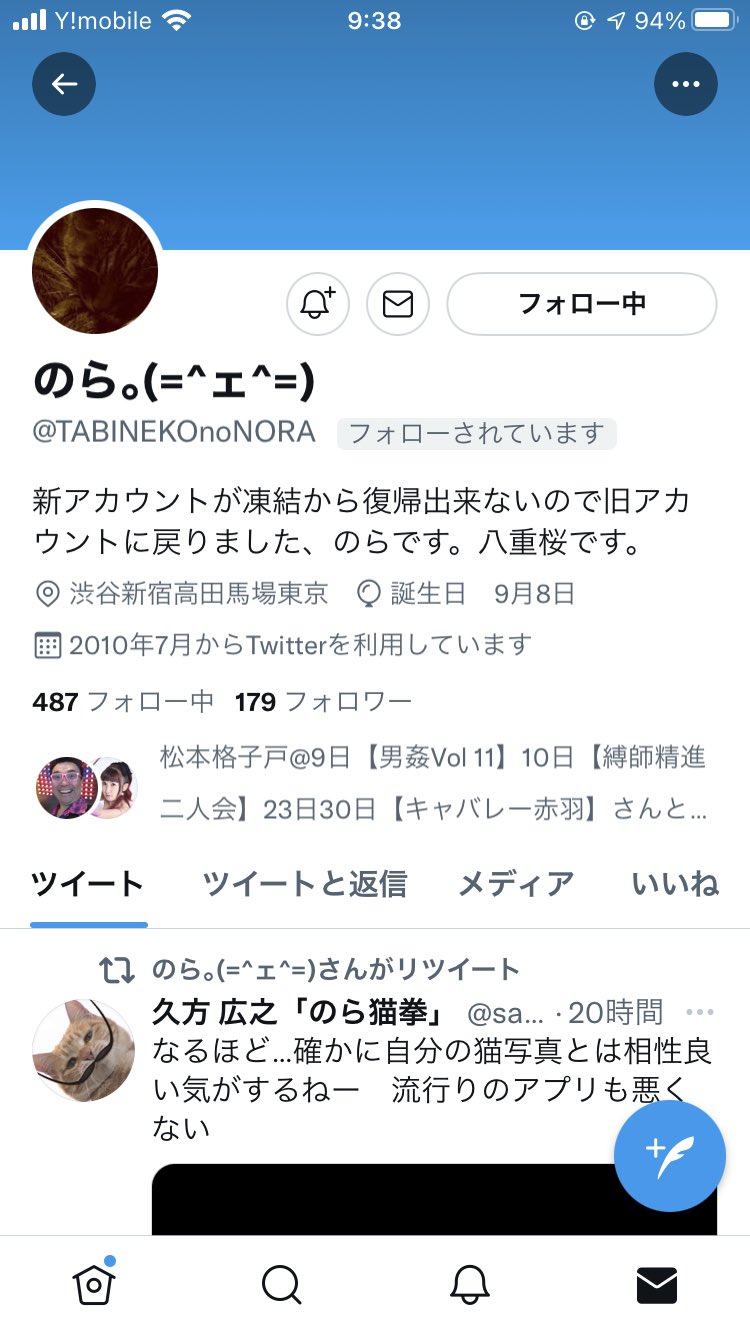 Y!mobile 9:38 94%
フォロー中
のら｡(=^ェ^=)
@TABINEKOnoNORA フォローされています
新アカウントが凍結から復帰出来ないので旧アカ
ウントに戻りました、のらです。八重桜です。
渋谷新宿高田馬場東京 誕生日 9月8日
2010年7月からTwitterを利用しています
487 フォロー中 179 フォロワー
松本格子戸@9日【男姦Vol 11】10日【縛師精進
二人会】23日30日【キャバレー赤羽】さんと...
ツイート ツイートと返信 メディア いいね
のら｡(=^ェ^=)さんがリツイート
久方 広之「のら猫拳」 @sa... · 20時間
なるほど...確かに自分の猫写真とは相性良
い気がするねー　流行りのアプリも悪く
ない